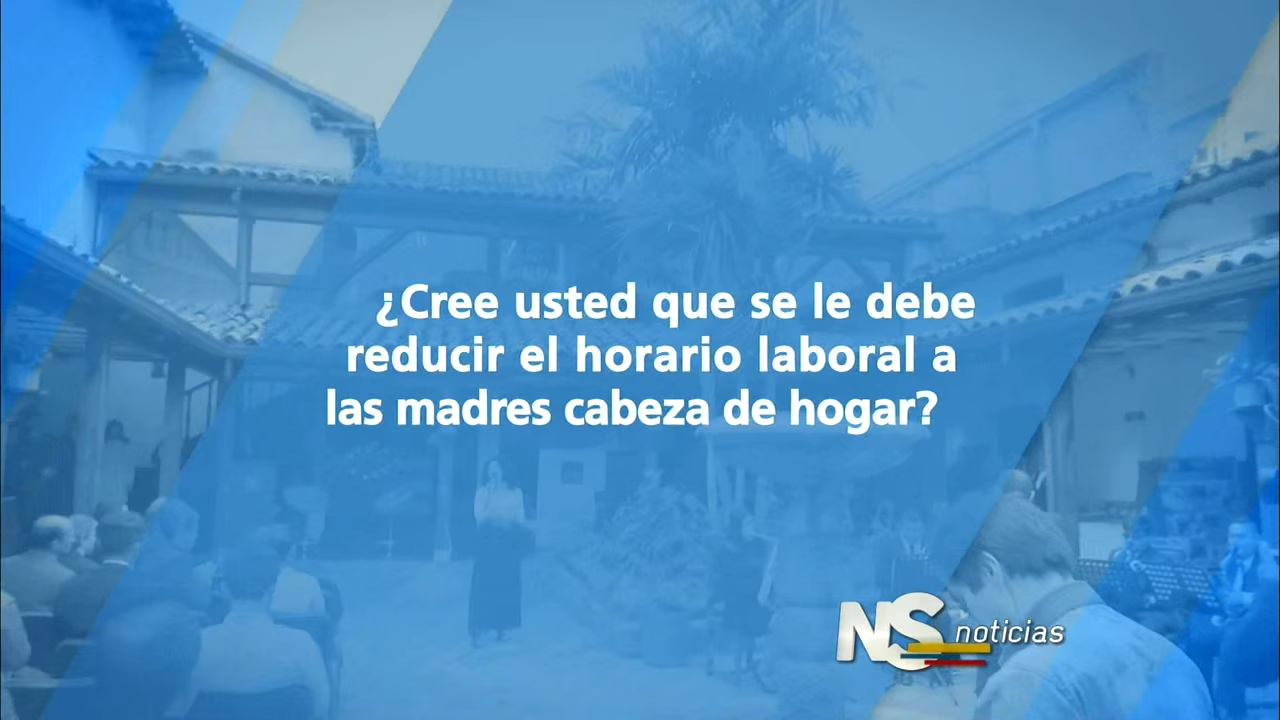 ¿Cree usted que se le debe
reducir el horario laboral a
las madres cabeza de hogar?
NS noticias